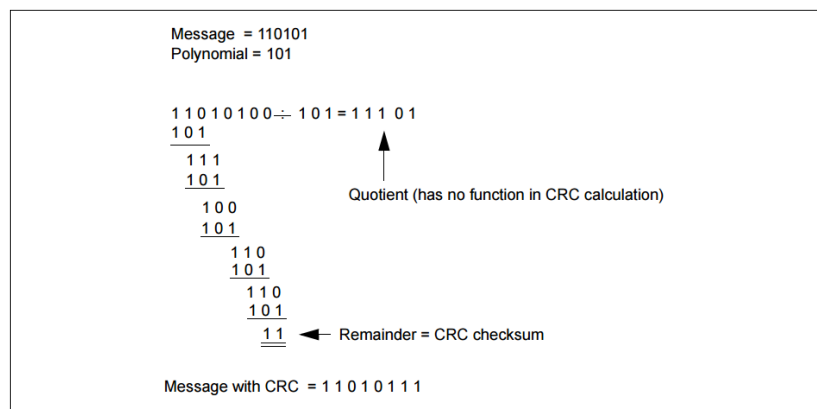 Message = 110101
Polynomial = 101
1 1 0 1 0 1 0 0 ÷ 1 0 1 = 1 1 1 0 1
1 0 1
1 1 1
1 0 1
Quotient (has no function in CRC calculation)
1 0 0
1 0 1
1 1 0
1 0 1
1 1 0
1 0 1
1 1 Remainder = CRC checksum
Message with CRC = 1 1 0 1 0 1 1 1